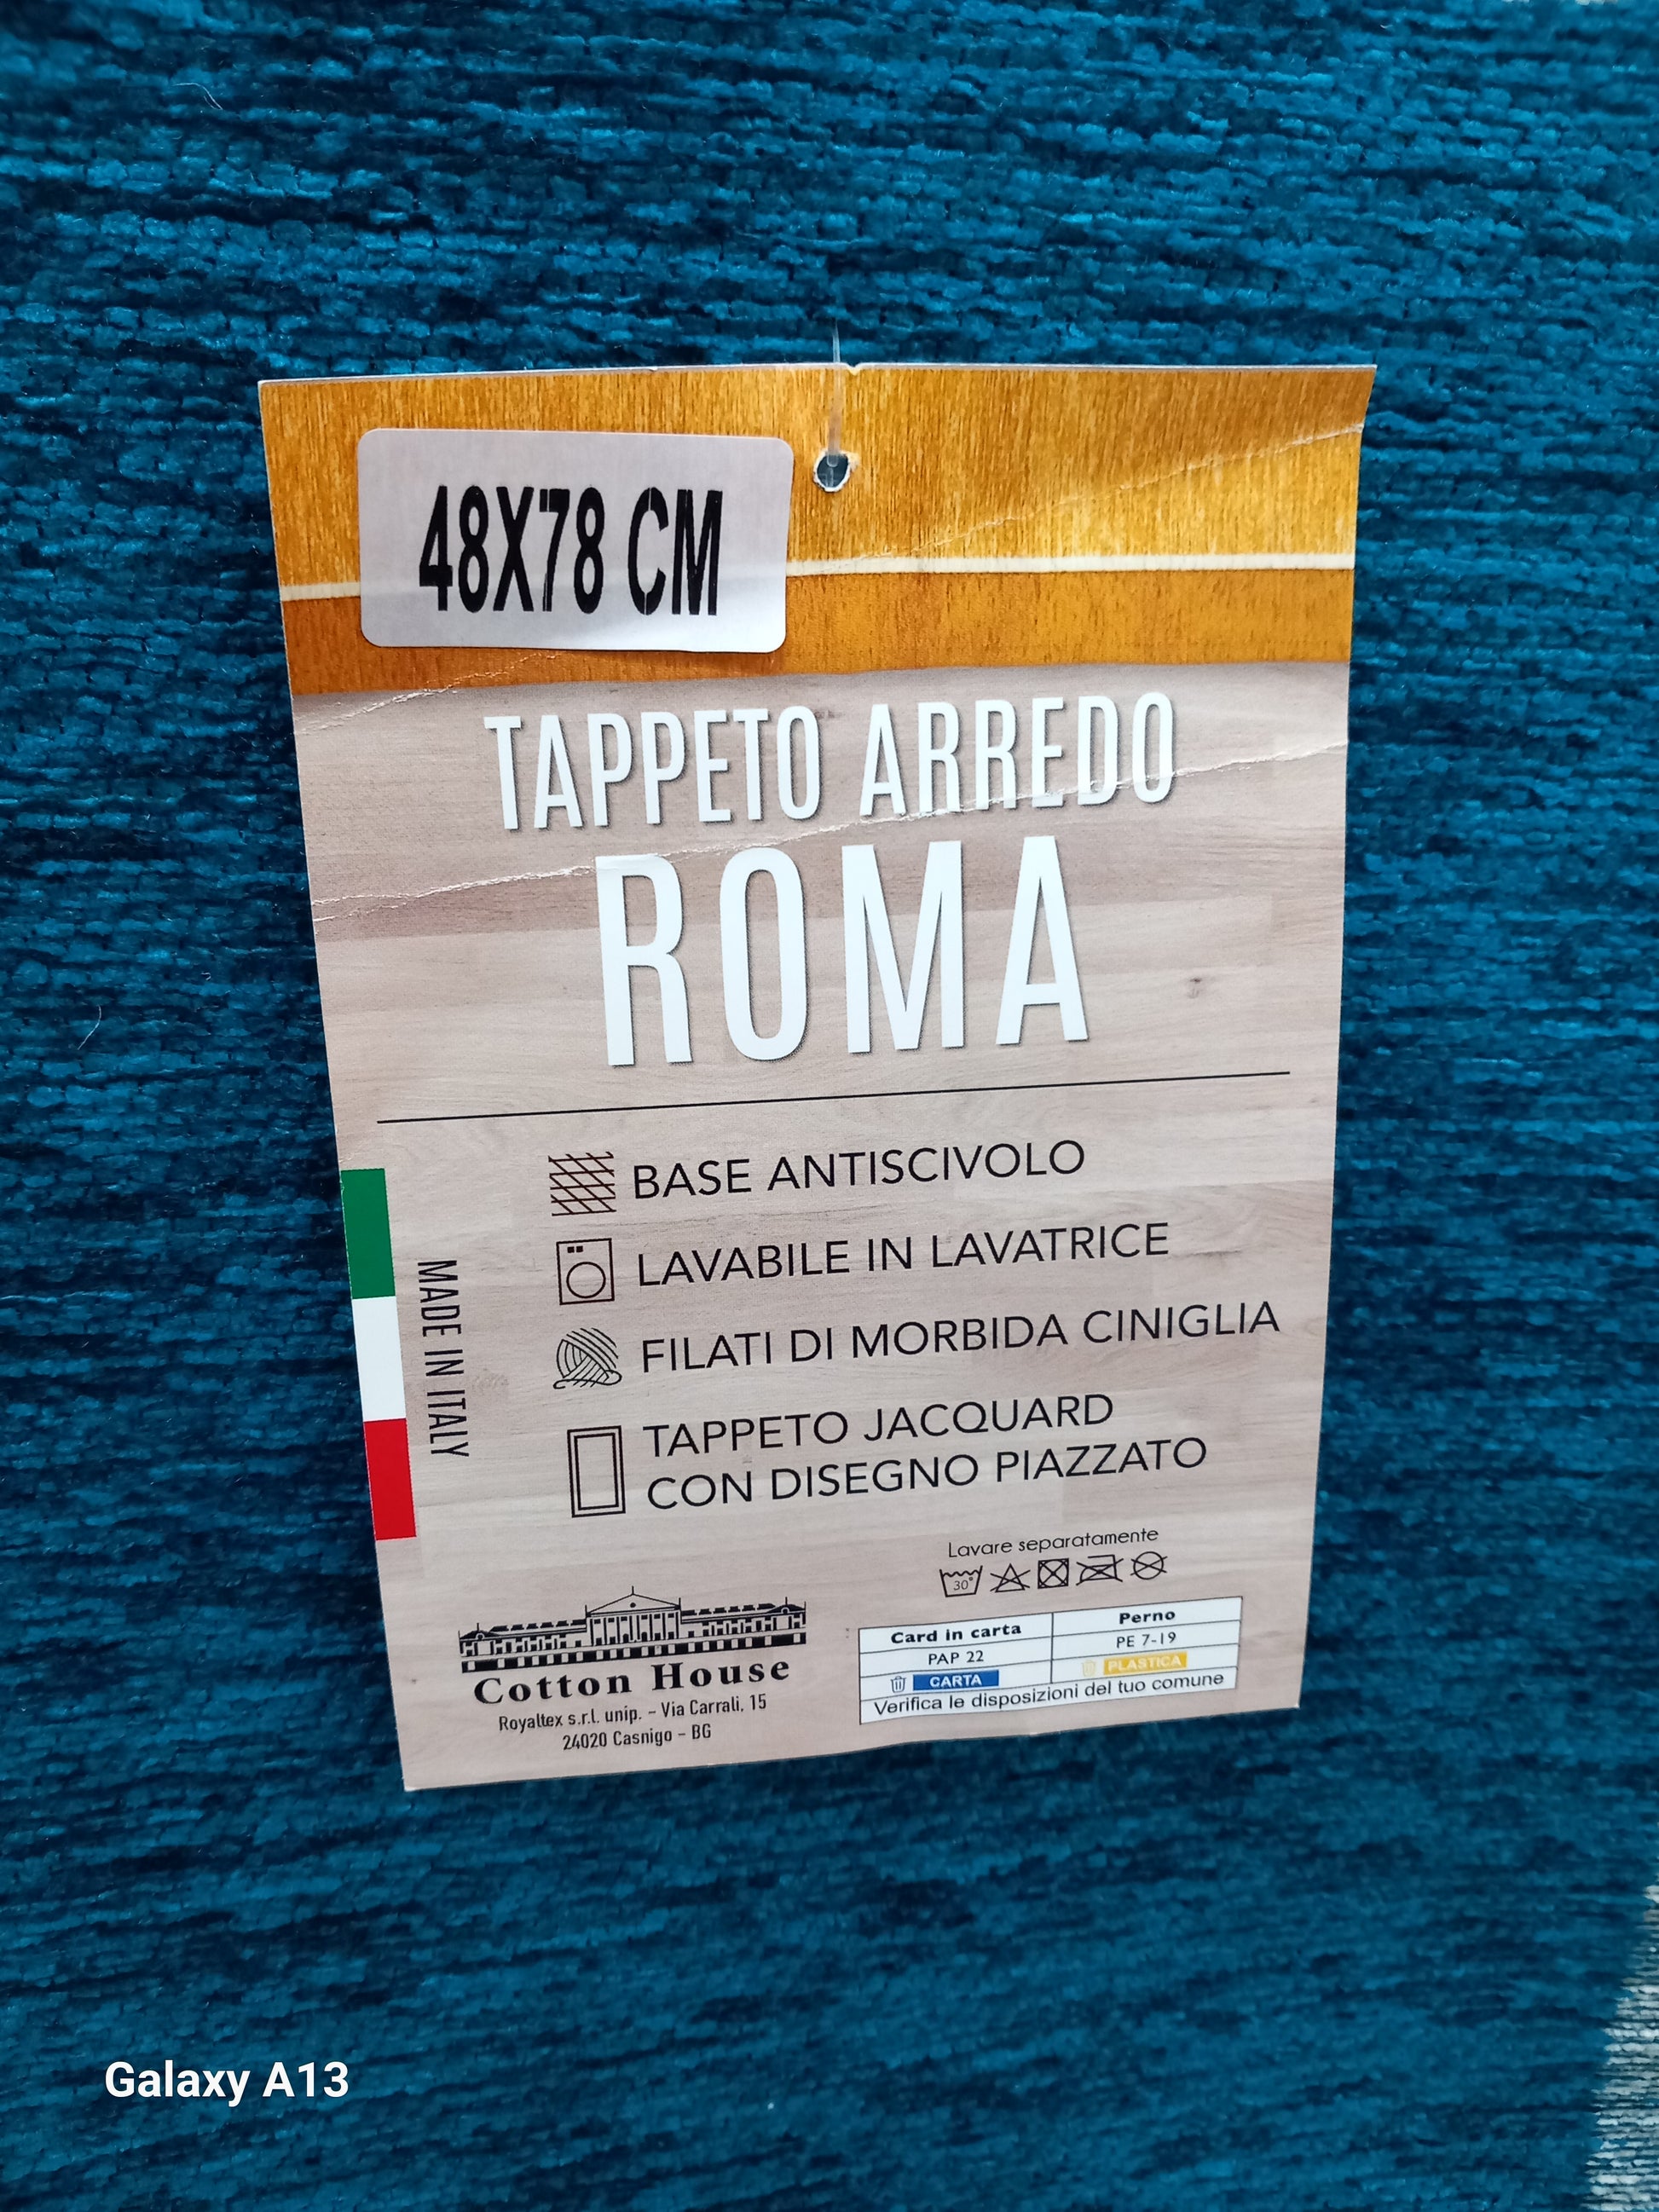 48X78 CM
TAPPETO ARREDO
ROMA
BASE ANTISCIVOLO
LAVABILE IN LAVATRICE
FILATI DI MORBIDA CINIGLIA
TAPPETO JACQUARD
CON DISEGNO PIAZZATO
MADE IN ITALY
Lavare separatamente
30°
Cotton House
Royaltex s.r.l. unip. - Via Carrali, 15
24020 Casnigo - BG
Card in carta
PAP 22
CARTA
Perno
PE 7-19
PLASTICA
Verifica le disposizioni del tuo comune
Galaxy A13